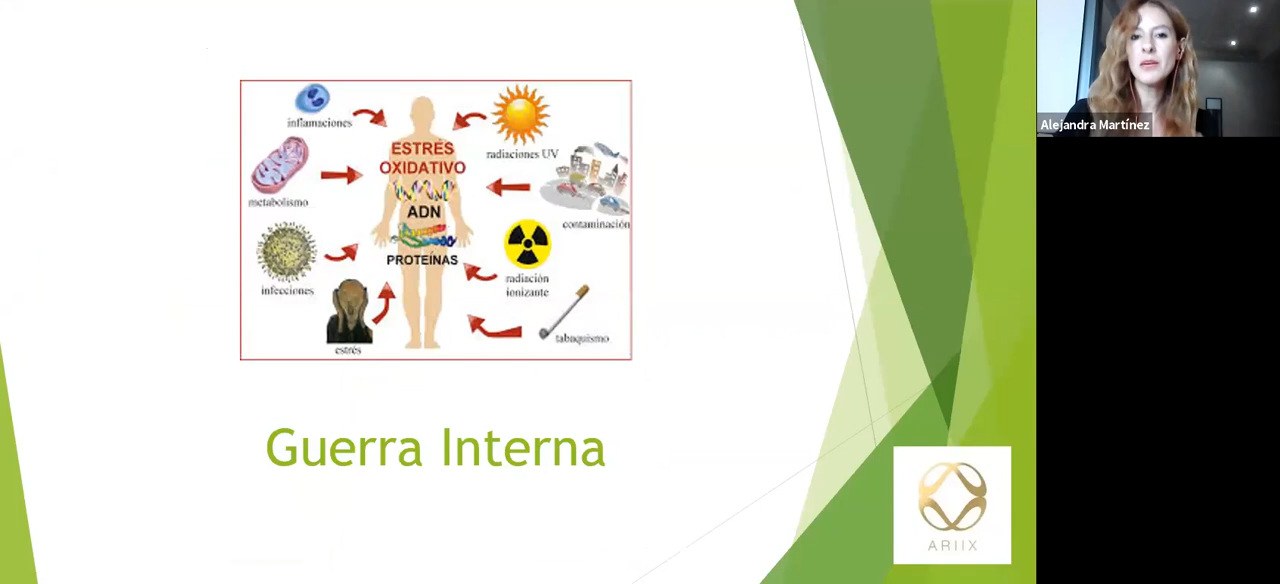 inflamaciones
ESTRÉS
OXIDATIVO
radiaciones UV
metabolismo
ADN
contaminación
PROTEÍNAS
infecciones
radiación
ionizante
estrés
tabaquismo
Guerra Interna
ARIIX
Alejandra Martínez